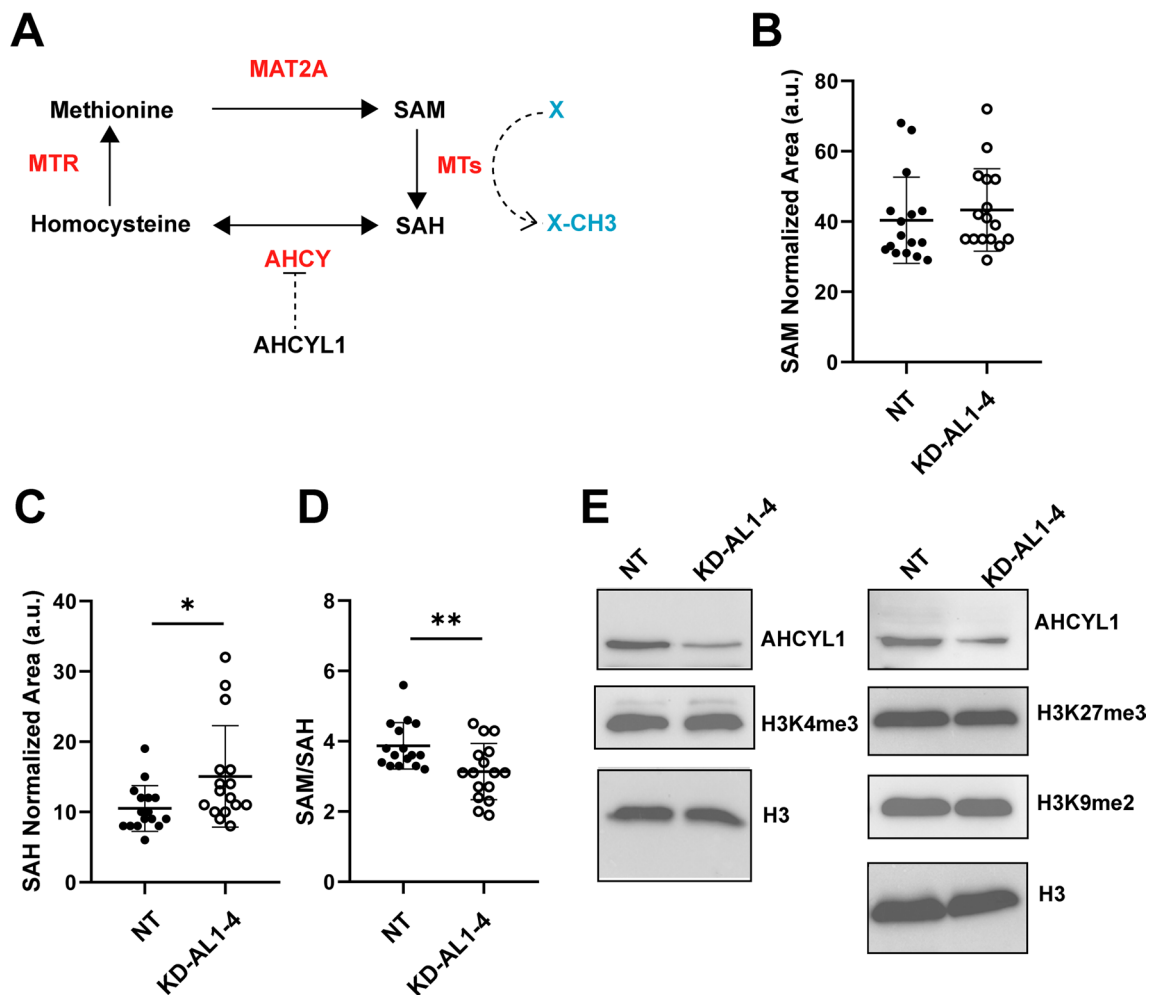 A
MAT2A
Methionine
SAM
X
MTR
MTs
Homocysteine
SAH
X-CH3
AHCY
AHCYL1
B
SAM Normalized Area (a.u.)
80
60
40
20
0
NT
KD-AL1-4
C
SAH Normalized Area (a.u.)
40
30
20
10
0
*
NT
KD-AL1-4
D
SAM/SAH
8
6
4
2
0
**
NT
KD-AL1-4
E
NT
KD-AL1-4
AHCYL1
H3K4me3
H3
NT
KD-AL1-4
AHCYL1
H3K27me3
H3K9me2
H3